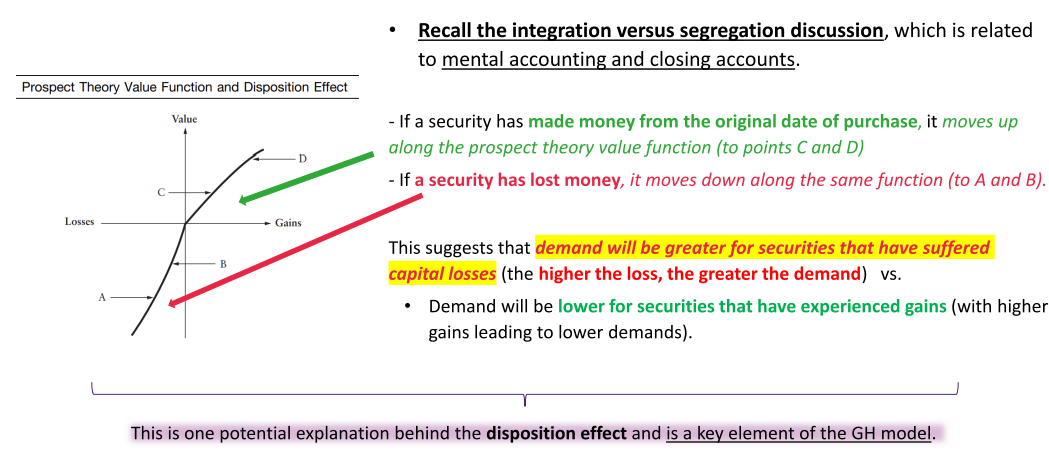 • Recall the integration versus segregation discussion, which is related
to mental accounting and closing accounts.
Prospect Theory Value Function and Disposition Effect
Value
D
C
Losses
Gains
B
A
- If a security has made money from the original date of purchase, it moves up
along the prospect theory value function (to points C and D)
- If a security has lost money, it moves down along the same function (to A and B).
This suggests that demand will be greater for securities that have suffered
capital losses (the higher the loss, the greater the demand) vs.
• Demand will be lower for securities that have experienced gains (with higher
gains leading to lower demands).
This is one potential explanation behind the disposition effect and is a key element of the GH model.